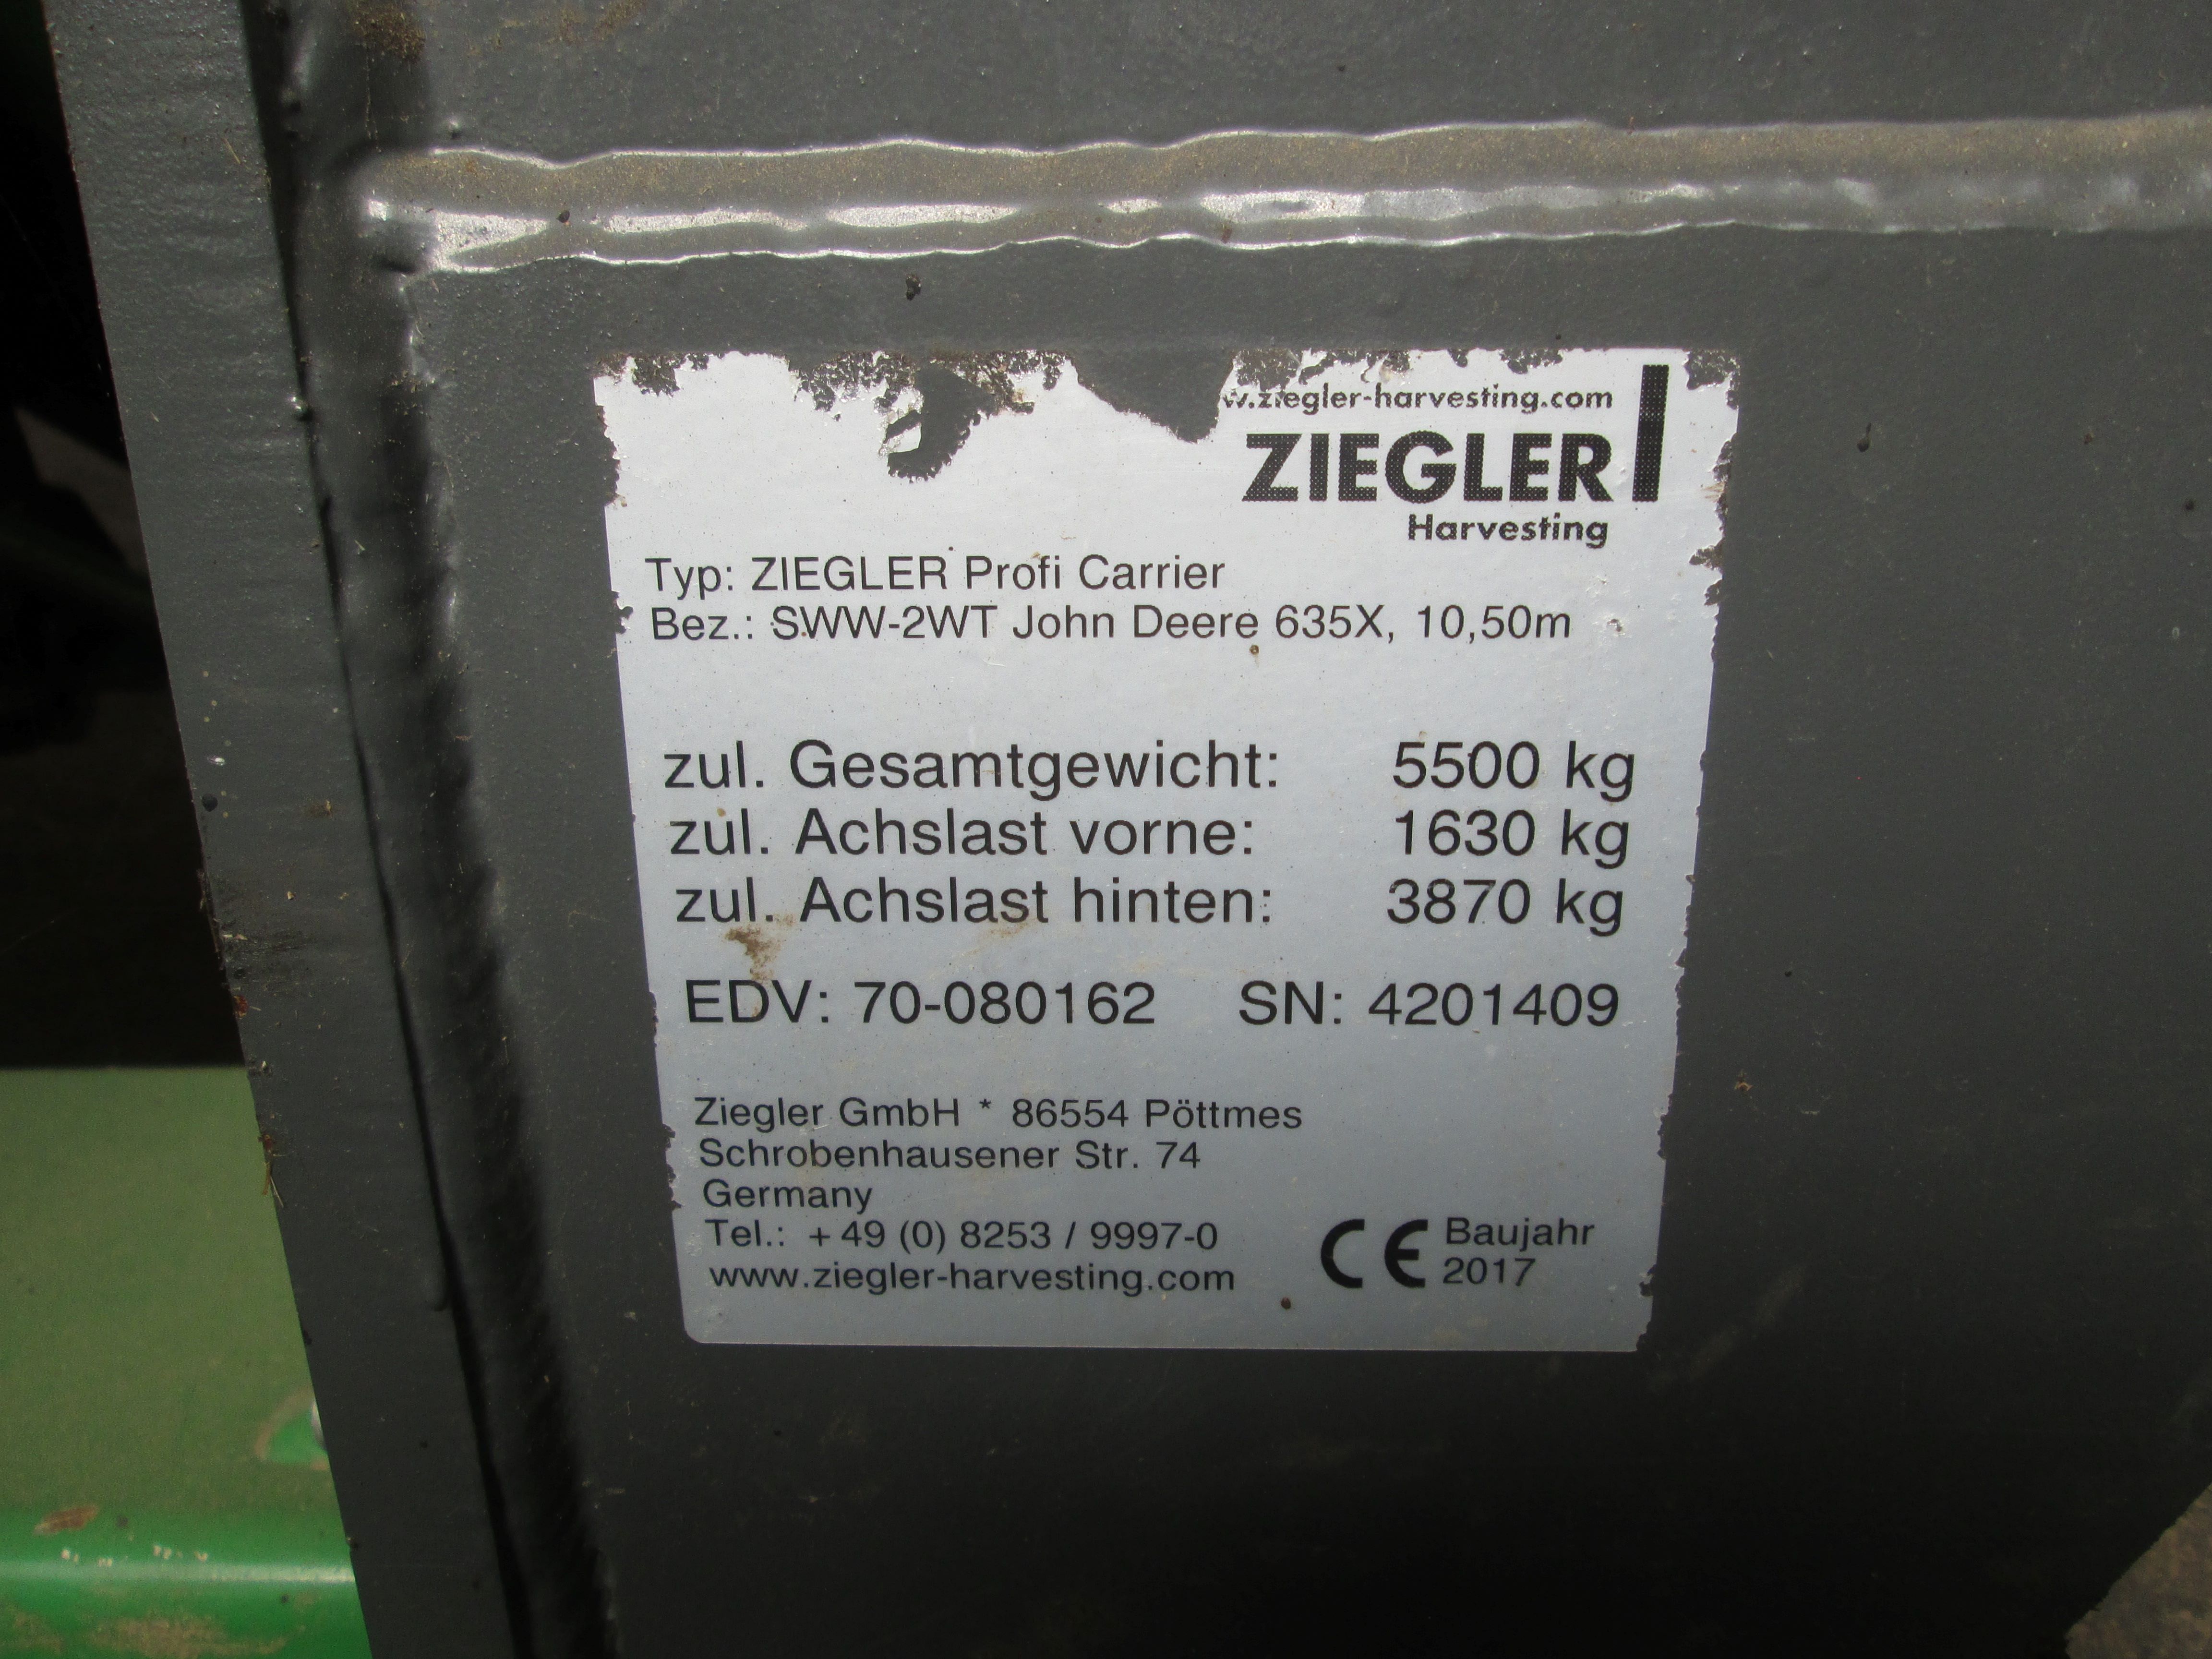 w.ziegler-harvesting.com
ZIEGLER
Harvesting
Typ: ZIEGLER Profi Carrier
Bez.: SWW-2WT John Deere 635X, 10,50m
zul. Gesamtgewicht: 5500 kg
zul. Achslast vorne: 1630 kg
zul. Achslast hinten: 3870 kg
EDV: 70-080162 SN: 4201409
Ziegler GmbH * 86554 Pöttmes
Schrobenhausener Str. 74
Germany
Tel.: +49 (0) 8253 / 9997-0
www.ziegler-harvesting.com
CE Baujahr
2017